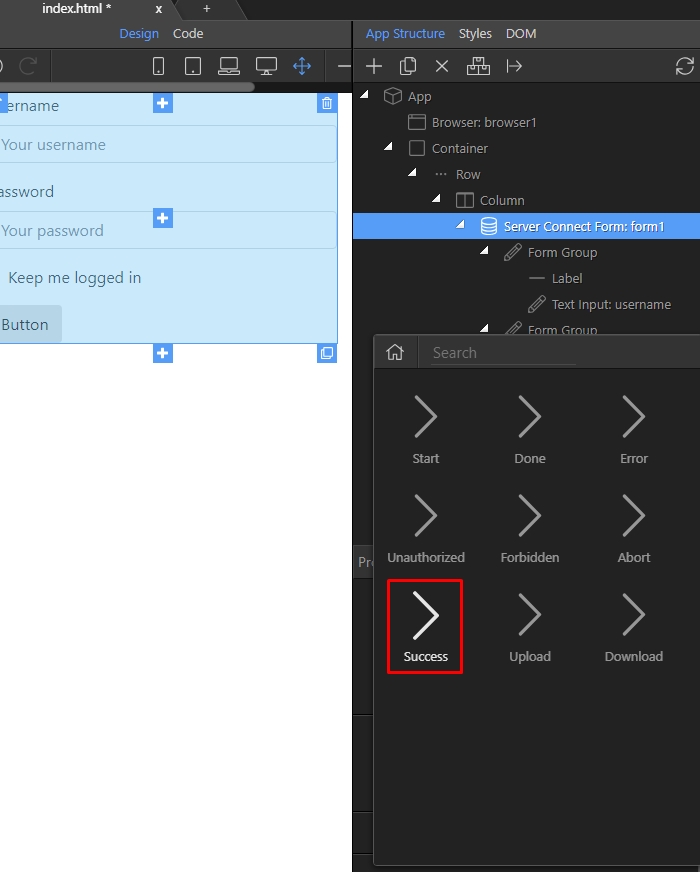 index.html * x +
Design Code
App Structure Styles DOM
App
Browser: browser1
Container
Row
Column
Server Connect Form: form1
Form Group
Label
Text Input: username
Form Group
ername
Your username
assword
Your password
Keep me logged in
Button
Search
Start Done Error
Unauthorized Forbidden Abort
Success Upload Download
Pr